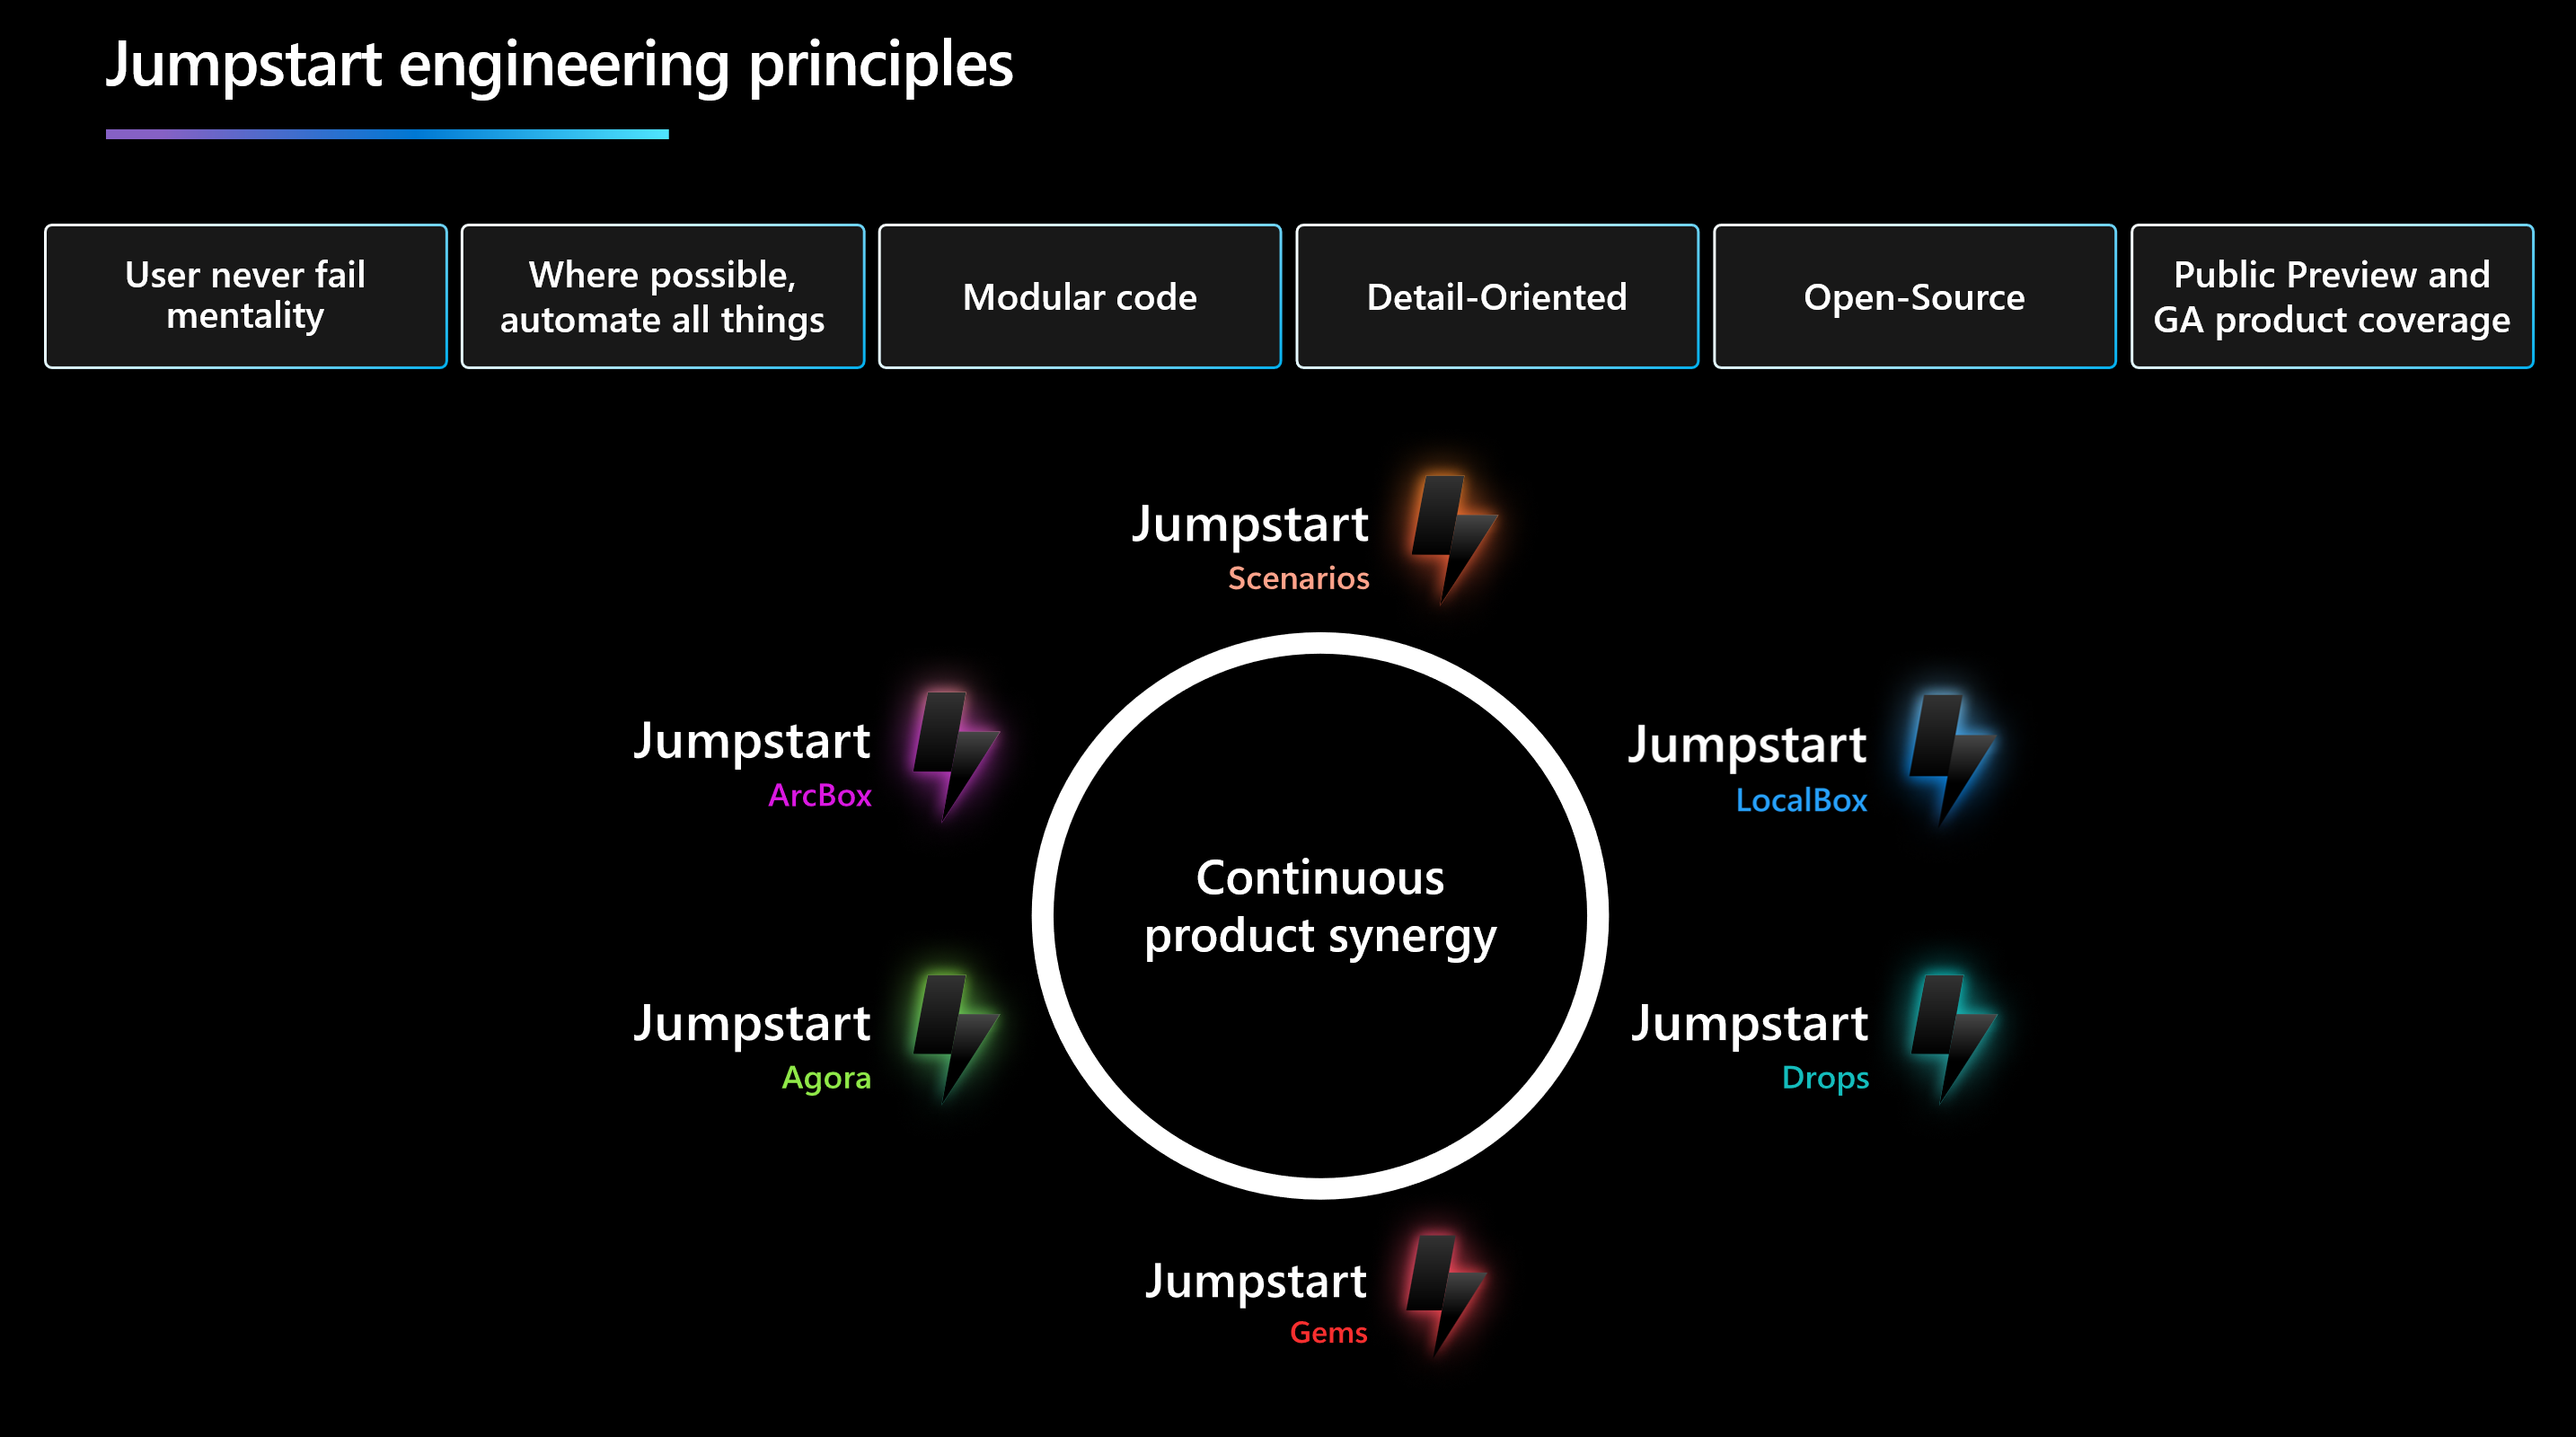 Jumpstart engineering principles
User never fail
mentality
Where possible,
automate all things
Modular code
Detail-Oriented
Open-Source
Public Preview and
GA product coverage
Jumpstart
Scenarios
Jumpstart
ArcBox
Jumpstart
LocalBox
Continuous
product synergy
Jumpstart
Agora
Jumpstart
Drops
Jumpstart
Gems